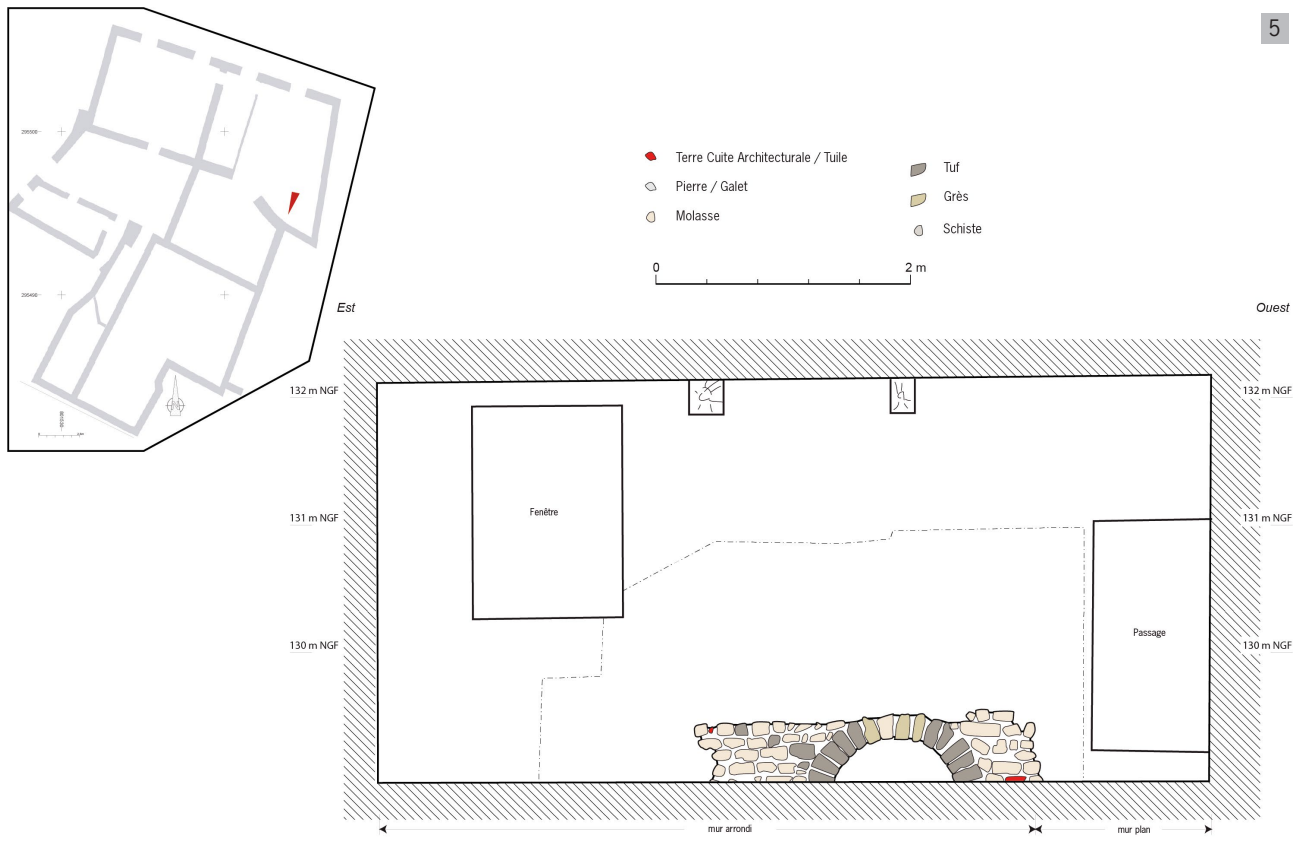 5
Terre Cuite Architecturale / Tuile
Pierre / Galet
Molasse
Tuf
Grès
Schiste
0 2 m
Est
Ouest
132 m NGF
132 m NGF
131 m NGF
131 m NGF
130 m NGF
130 m NGF
Fenêtre
Passage
mur arrondi
mur plan